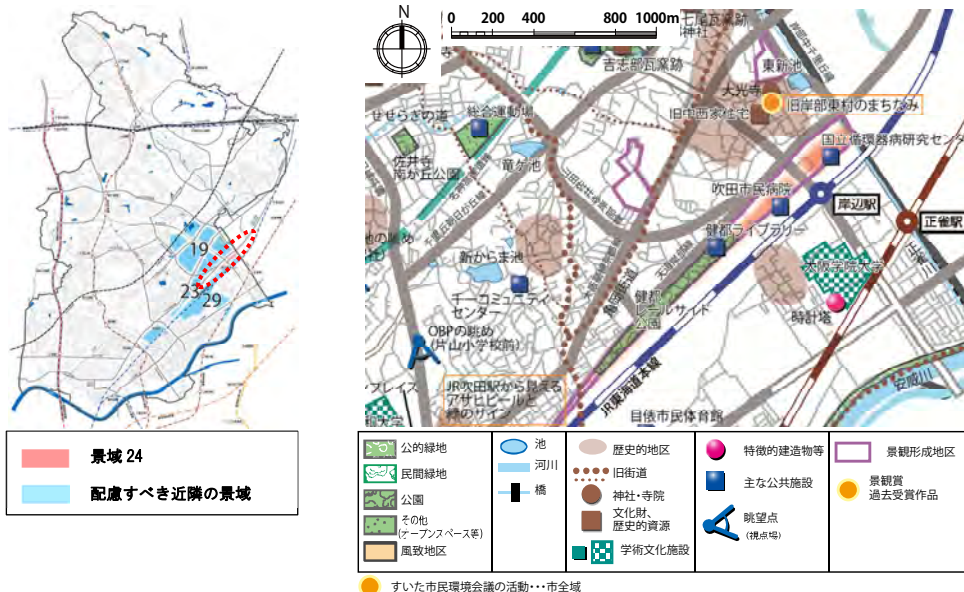 19
23
29
景域 24
配慮すべき近隣の景域
N
0 200 400 800 1000m
七尾瓦窯跡
神社
吉志部瓦窯跡
東新池
大光寺
旧中西家住宅
旧岸部東村のまちなみ
国立循環器病研究センタ
せせらぎの道
総合運動場
佐井寺
南が丘公園
竜ケ池
吹田市民病院
岸辺駅
正雀駅
健都ライブラリー
大阪学院大学
時計塔
新からま池
千一コミュニティ
センター
亀岡街道
健都
レールサイド
公園
OBPの眺め
(片山小学校前)
JR吹田駅から見える
アサヒビールと
緑のサイン
JR東海道本線
目俵市民体育館
安威川
公的緑地
民間緑地
公園
その他
(オープンスペース等)
風致地区
池
河川
橋
歴史的地区
旧街道
神社・寺院
文化財、
歴史的資源
学術文化施設
特徴的建造物等
主な公共施設
眺望点
(視点場)
景観形成地区
景観賞
過去受賞作品
すいた市民環境会議の活動・・・市全域